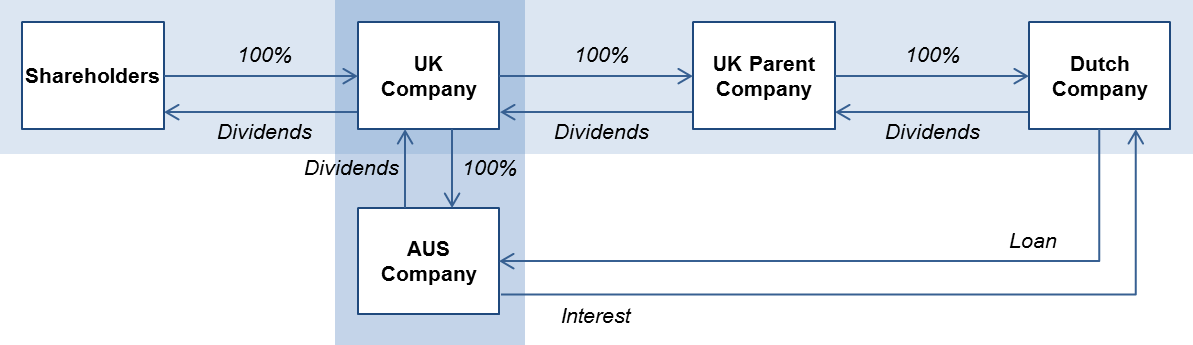 100%
100%
100%
Shareholders
UK
Company
UK Parent
Company
Dutch
Company
Dividends
Dividends
Dividends
Dividends
100%
AUS
Company
Loan
Interest